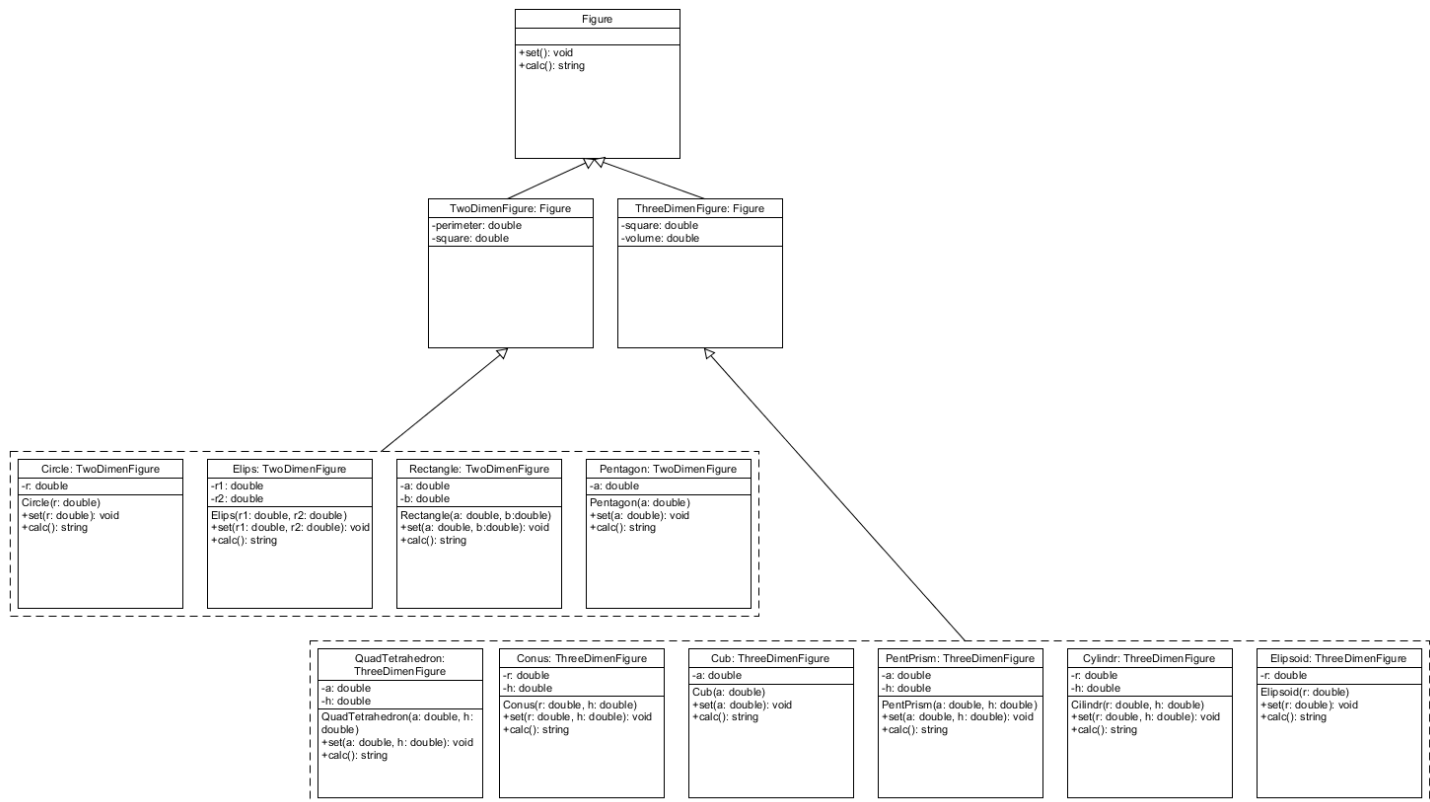 Figure
+set(): void
+calc(): string
TwoDimenFigure: Figure
-perimeter: double
-square: double
ThreeDimenFigure: Figure
-square: double
-volume: double
Circle: TwoDimenFigure
-r: double
Circle(r: double)
+set(r: double): void
+calc(): string
Elips: TwoDimenFigure
-r1: double
-r2: double
Elips(r1: double, r2: double)
+set(r1: double, r2: double): void
+calc(): string
Rectangle: TwoDimenFigure
-a: double
-b: double
Rectangle(a: double, b:double)
+set(a: double, b:double): void
+calc(): string
Pentagon: TwoDimenFigure
-a: double
Pentagon(a: double)
+set(a: double): void
+calc(): string
QuadTetrahedron:
ThreeDimenFigure
-a: double
-h: double
QuadTetrahedron(a: double, h:
double)
+set(a: double, h: double): void
+calc(): string
Conus: ThreeDimenFigure
-r: double
-h: double
Conus(r: double, h: double)
+set(r: double, h: double): void
+calc(): string
Cub: ThreeDimenFigure
-a: double
Cub(a: double)
+set(a: double): void
+calc(): string
PentPrism: ThreeDimenFigure
-a: double
-h: double
PentPrism(a: double, h: double)
+set(a: double, h: double): void
+calc(): string
Cylindr: ThreeDimenFigure
-r: double
-h: double
Cilindr(r: double, h: double)
+set(r: double, h: double): void
+calc(): string
Elipsoid: ThreeDimenFigure
-r: double
Elipsoid(r: double)
+set(r: double): void
+calc(): string